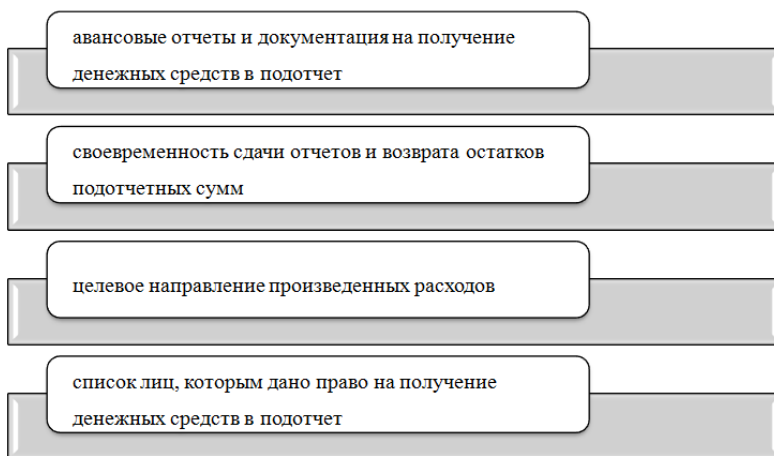 авансовые отчеты и документация на получение
денежных средств в подотчет
своевременность сдачи отчетов и возврата остатков
подотчетных сумм
целевое направление произведенных расходов
список лиц, которым дано право на получение
денежных средств в подотчет